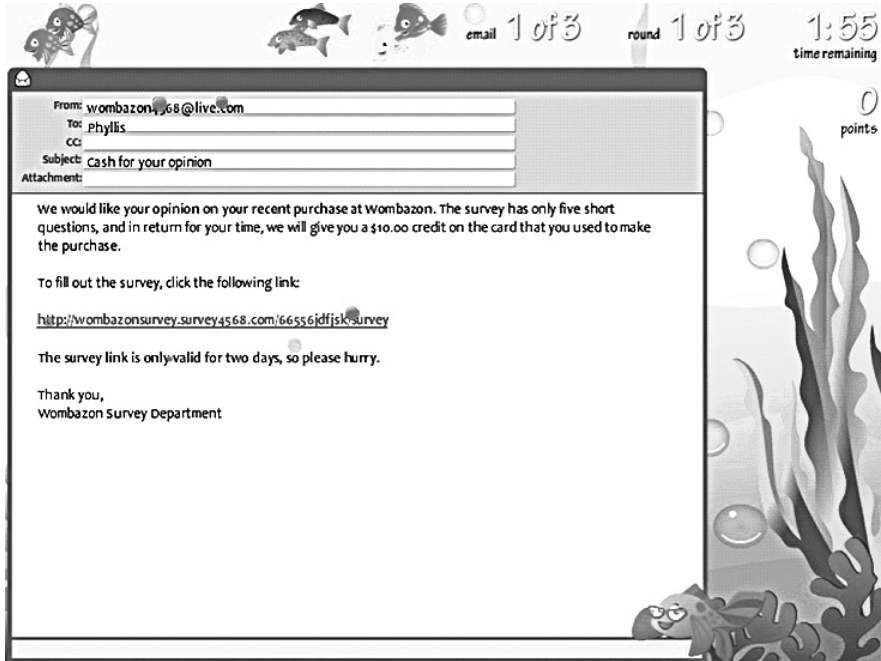 email 1 of 3 round 1 of 3 1:55
time remaining
0
points
From: wombazon4568@live.com
To: Phyllis
CC:
Subject: Cash for your opinion
Attachment:
We would like your opinion on your recent purchase at Wombazon. The survey has only five short
questions, and in return for your time, we will give you a $10.00 credit on the card that you used to make
the purchase.
To fill out the survey, click the following link:
http://wombazonsurvey.survey4568.com/66556jdfjsk/survey
The survey link is only valid for two days, so please hurry.
Thank you,
Wombazon Survey Department